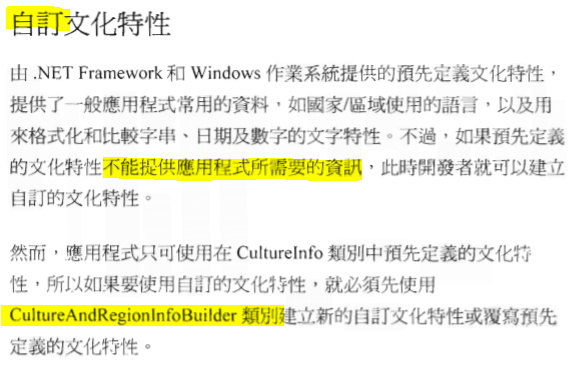 自訂文化特性
由 .NET Framework 和 Windows 作業系統提供的預先定義文化特性，
提供了一般應用程式常用的資料，如國家/區域使用的語言，以及用
來格式化和比較字串、日期及數字的文字特性。不過，如果預先定義
的文化特性不能提供應用程式所需要的資訊，此時開發者就可以建立
自訂的文化特性。
然而，應用程式只可使用在 CultureInfo 類別中預先定義的文化特
性，所以如果要使用自訂的文化特性，就必須先使用
CultureAndRegionInfoBuilder 類別建立新的自訂文化特性或覆寫預先
定義的文化特性。